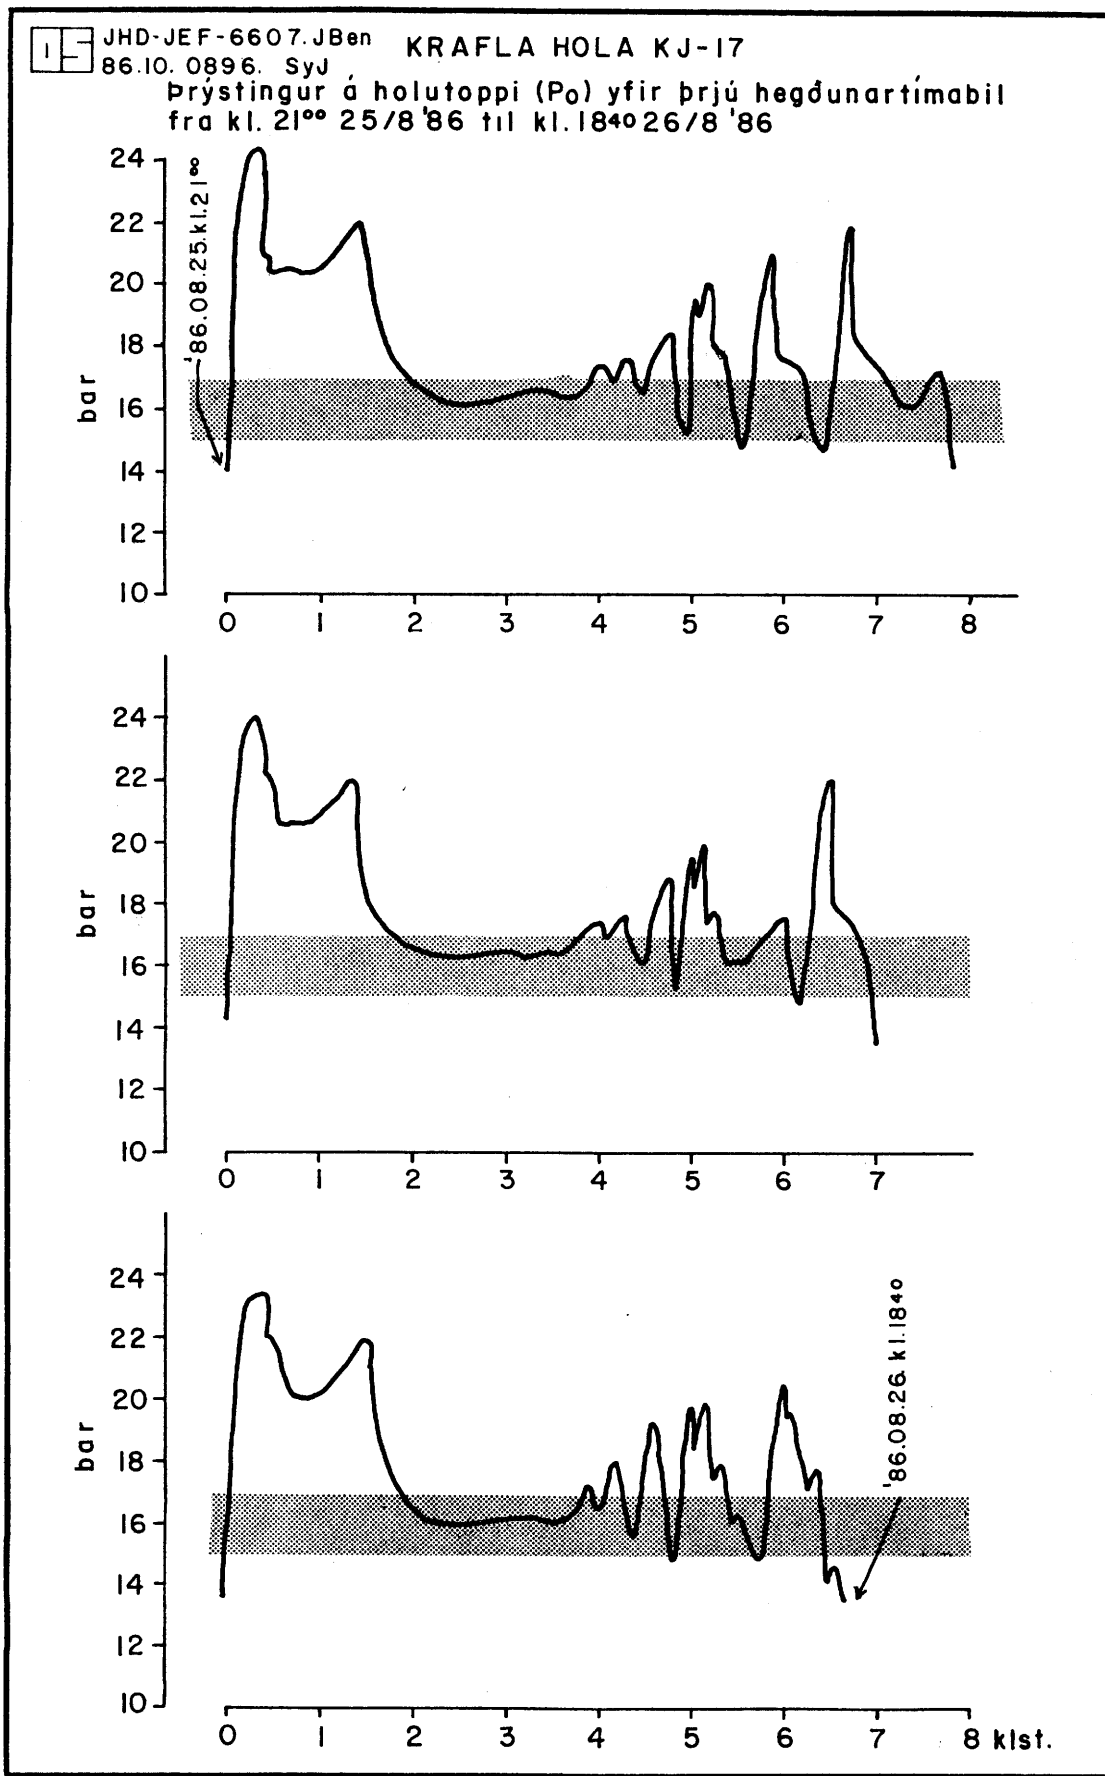 JHD-JEF-6607. JBen
86.10. 0896. SyJ
KRAFLA HOLA KJ-17
Þrýstingur á holutoppi (Po) yfir þrjú hegðunartímabil
fra kl. 21⁰⁰ 25/8 '86 til kl. 18⁴⁰ 26/8 '86
24
22
20
18
16
14
12
10
bar
'86.08.25.kl.21⁰⁰
0 1 2 3 4 5 6 7 8
24
22
20
18
16
14
12
10
bar
0 1 2 3 4 5 6 7
24
22
20
18
16
14
12
10
bar
'86.08.26. kl.18⁴⁰
0 1 2 3 4 5 6 7 8 klst.